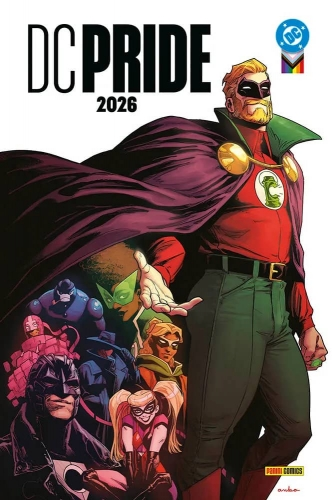 DC PRIDE
2026
DC
PANINI COMICS